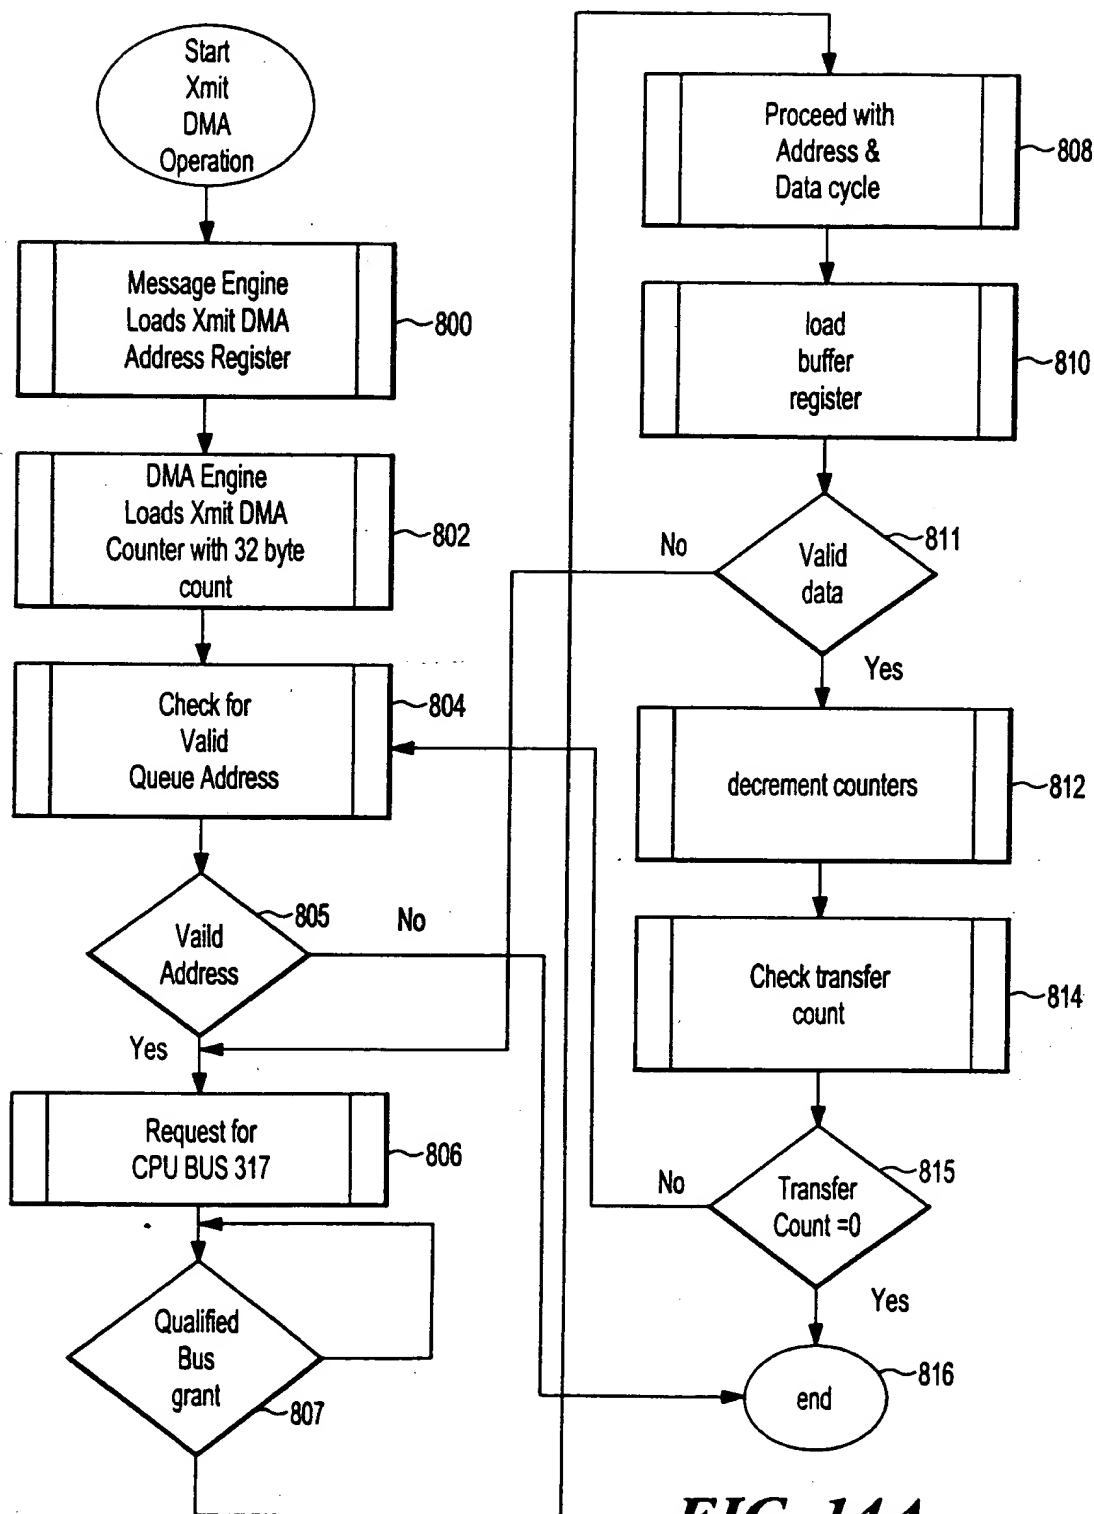 Start
Xmit
DMA
Operation
Message Engine
Loads Xmit DMA
Address Register
800
DMA Engine
Loads Xmit DMA
Counter with 32 byte
count
802
Check for
Valid
Queue Address
804
Vaild
Address
805
No
Yes
Request for
CPU BUS 317
806
Qualified
Bus
grant
807
Proceed with
Address &
Data cycle
808
load
buffer
register
810
Valid
data
811
No
Yes
decrement counters
812
Check transfer
count
814
Transfer
Count =0
815
No
Yes
end
816
FIG. 14A